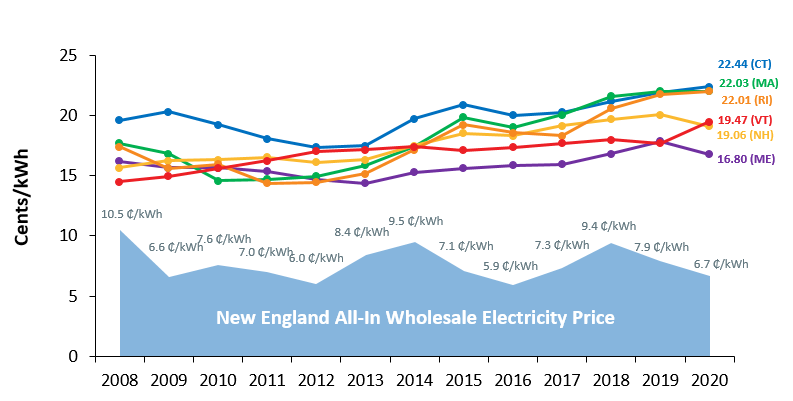 25
20
15
10
5
0
Cents/kWh
22.44 (CT)
22.03 (MA)
22.01 (RI)
19.47 (VT)
19.06 (NH)
16.80 (ME)
10.5 ¢/kWh
6.6 ¢/kWh
7.6 ¢/kWh
7.0 ¢/kWh
6.0 ¢/kWh
8.4 ¢/kWh
9.5 ¢/kWh
7.1 ¢/kWh
5.9 ¢/kWh
7.3 ¢/kWh
9.4 ¢/kWh
7.9 ¢/kWh
6.7 ¢/kWh
New England All-In Wholesale Electricity Price
2008 2009 2010 2011 2012 2013 2014 2015 2016 2017 2018 2019 2020